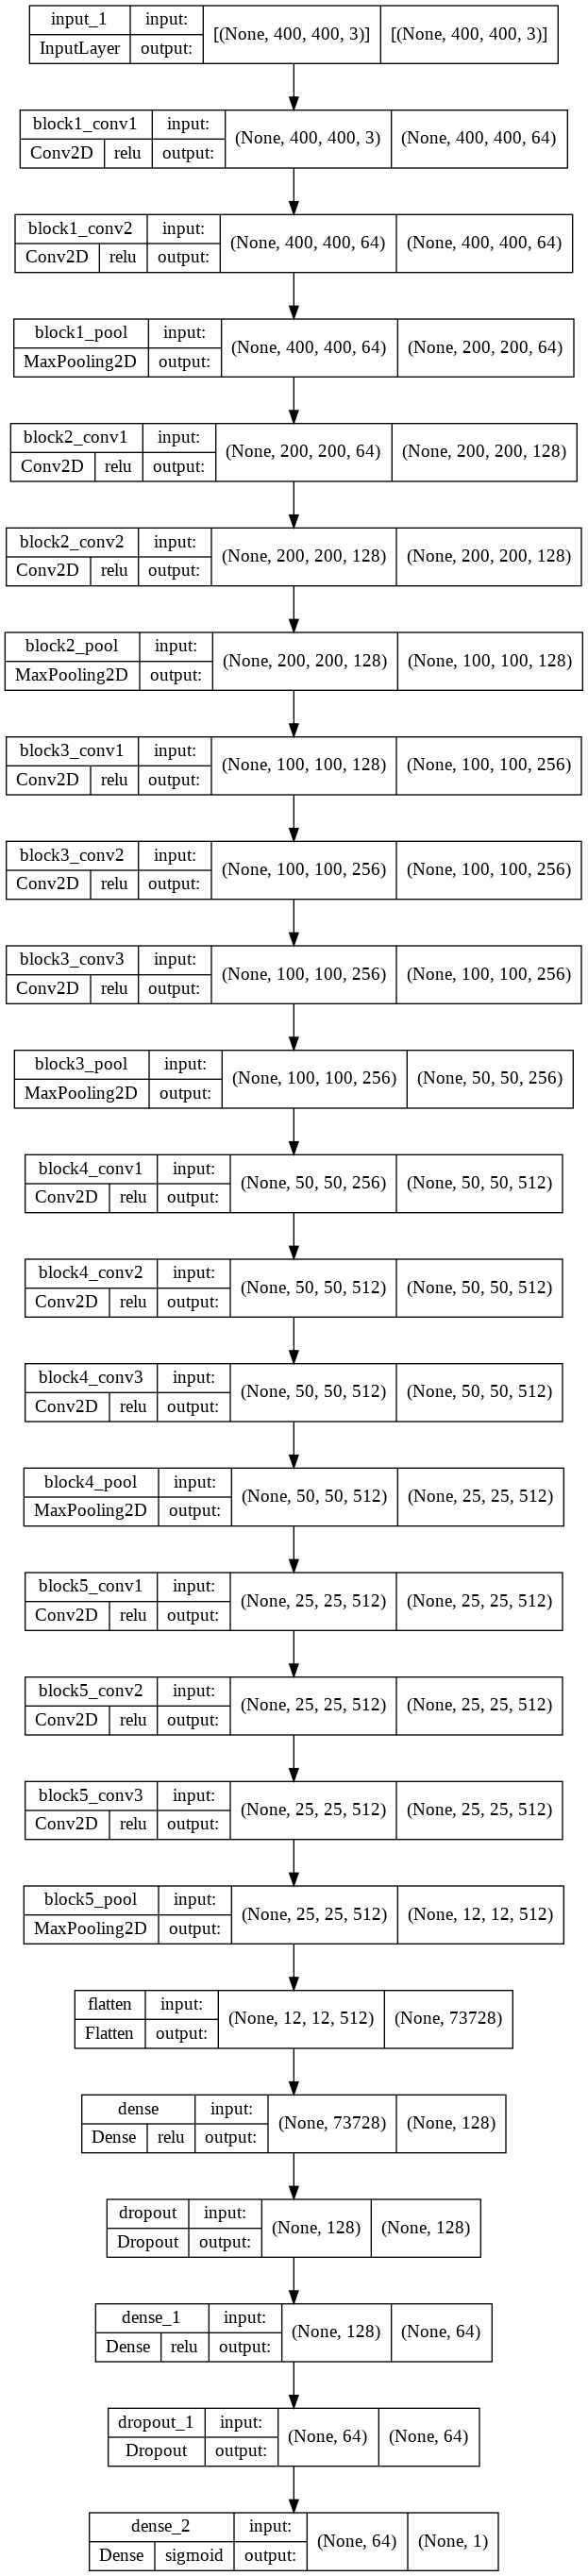 input_1 input: [(None, 400, 400, 3)] [(None, 400, 400, 3)]
InputLayer output:
block1_conv1 input: (None, 400, 400, 3) (None, 400, 400, 64)
Conv2D relu output:
block1_conv2 input: (None, 400, 400, 64) (None, 400, 400, 64)
Conv2D relu output:
block1_pool input: (None, 400, 400, 64) (None, 200, 200, 64)
MaxPooling2D output:
block2_conv1 input: (None, 200, 200, 64) (None, 200, 200, 128)
Conv2D relu output:
block2_conv2 input: (None, 200, 200, 128) (None, 200, 200, 128)
Conv2D relu output:
block2_pool input: (None, 200, 200, 128) (None, 100, 100, 128)
MaxPooling2D output:
block3_conv1 input: (None, 100, 100, 128) (None, 100, 100, 256)
Conv2D relu output:
block3_conv2 input: (None, 100, 100, 256) (None, 100, 100, 256)
Conv2D relu output:
block3_conv3 input: (None, 100, 100, 256) (None, 100, 100, 256)
Conv2D relu output:
block3_pool input: (None, 100, 100, 256) (None, 50, 50, 256)
MaxPooling2D output:
block4_conv1 input: (None, 50, 50, 256) (None, 50, 50, 512)
Conv2D relu output:
block4_conv2 input: (None, 50, 50, 512) (None, 50, 50, 512)
Conv2D relu output:
block4_conv3 input: (None, 50, 50, 512) (None, 50, 50, 512)
Conv2D relu output:
block4_pool input: (None, 50, 50, 512) (None, 25, 25, 512)
MaxPooling2D output:
block5_conv1 input: (None, 25, 25, 512) (None, 25, 25, 512)
Conv2D relu output:
block5_conv2 input: (None, 25, 25, 512) (None, 25, 25, 512)
Conv2D relu output:
block5_conv3 input: (None, 25, 25, 512) (None, 25, 25, 512)
Conv2D relu output:
block5_pool input: (None, 25, 25, 512) (None, 12, 12, 512)
MaxPooling2D output:
flatten input: (None, 12, 12, 512) (None, 73728)
Flatten output:
dense input: (None, 73728) (None, 128)
Dense relu output:
dropout input: (None, 128) (None, 128)
Dropout output:
dense_1 input: (None, 128) (None, 64)
Dense relu output:
dropout_1 input: (None, 64) (None, 64)
Dropout output:
dense_2 input: (None, 64) (None, 1)
Dense sigmoid output: